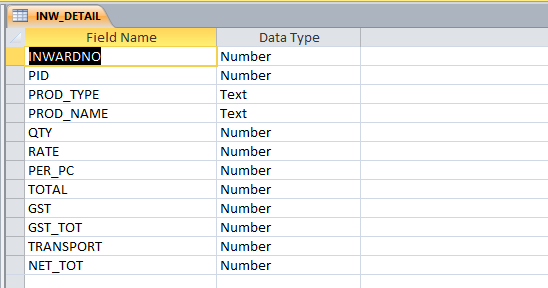 INW_DETAIL
Field Name Data Type
INWARDNO Number
PID Number
PROD_TYPE Text
PROD_NAME Text
QTY Number
RATE Number
PER_PC Number
TOTAL Number
GST Number
GST_TOT Number
TRANSPORT Number
NET_TOT Number